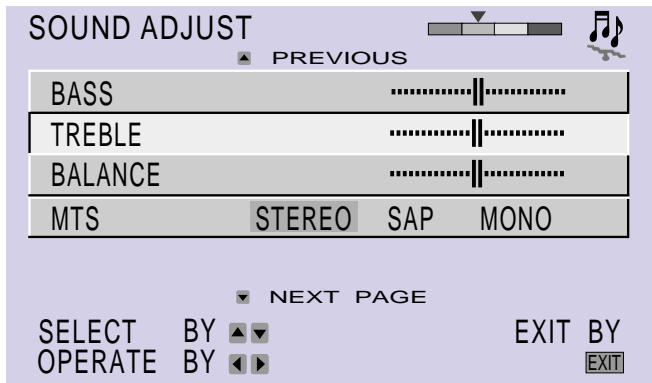 SOUND ADJUST
PREVIOUS
BASS
TREBLE
BALANCE
MTS STEREO SAP MONO
NEXT PAGE
SELECT BY EXIT BY
OPERATE BY EXIT